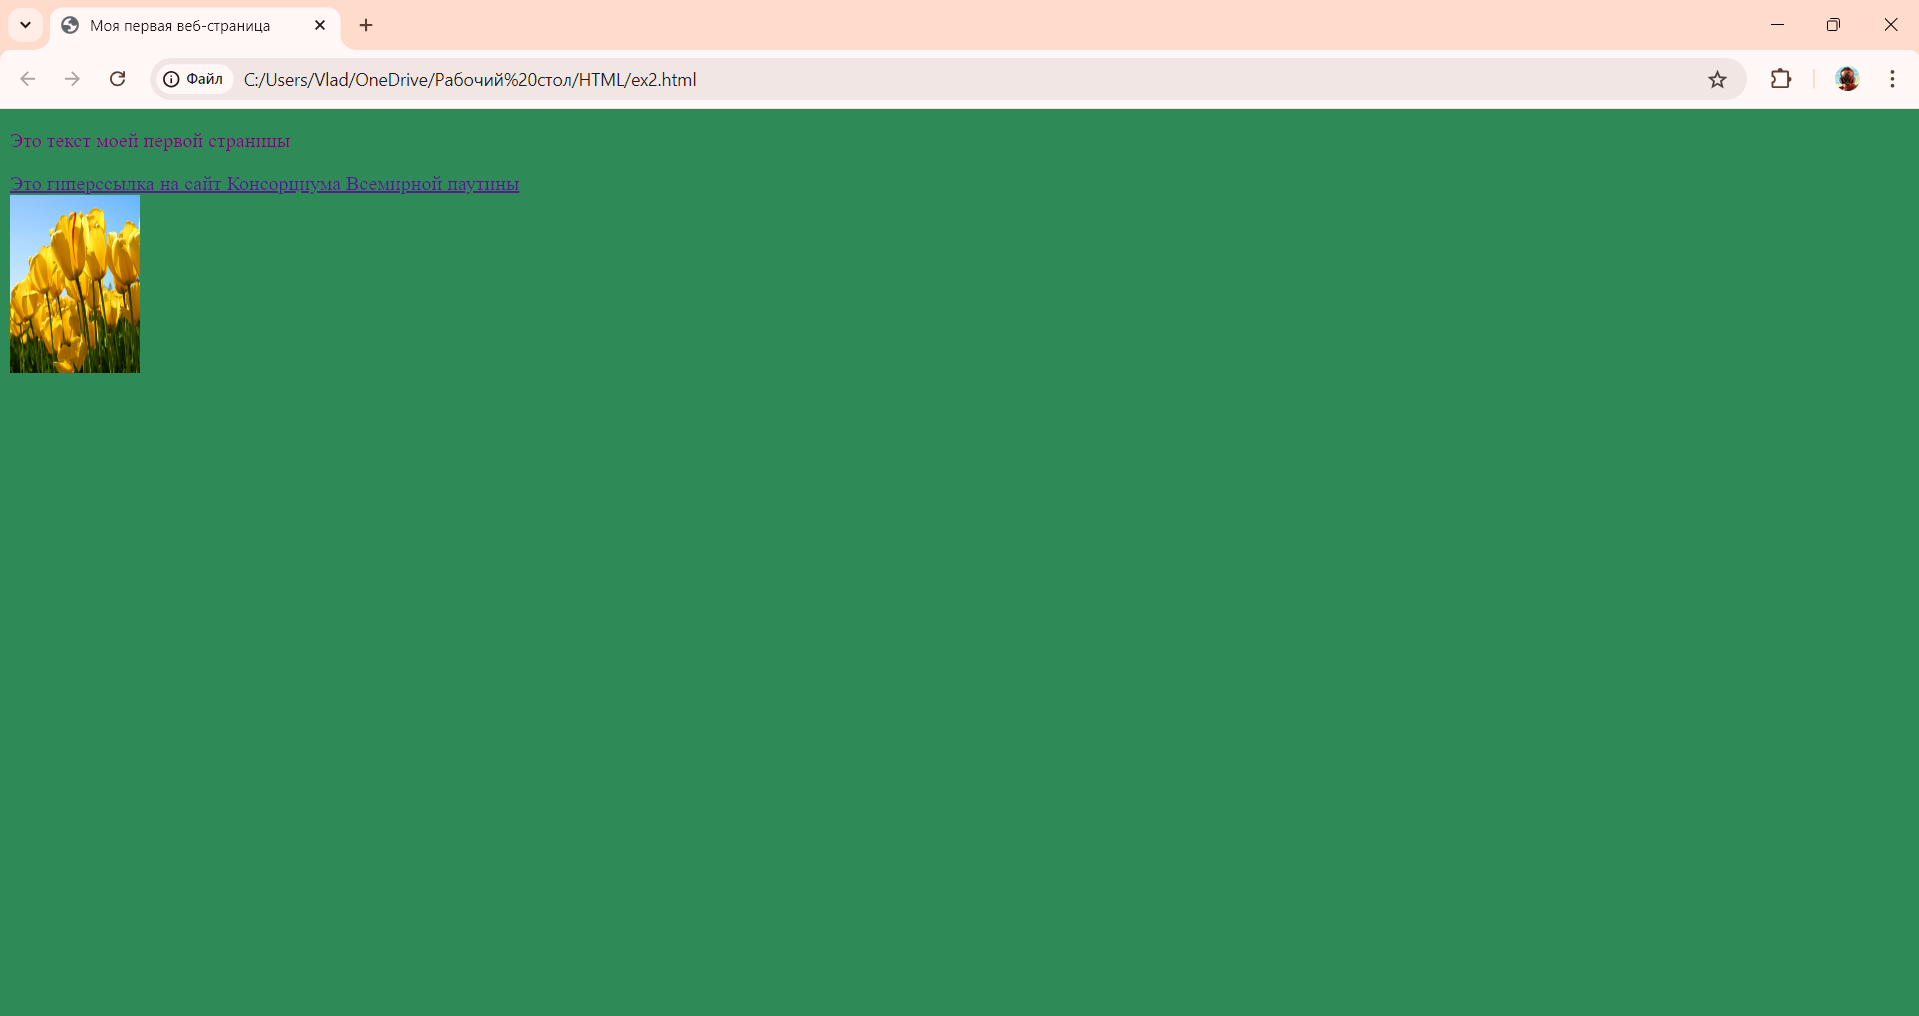 Моя первая веб-страница
Файл C:/Users/Vlad/OneDrive/Рабочий%20стол/HTML/ex2.html
Это текст моей первой страницы
Это гиперссылка на сайт Консорциума Всемирной паутины